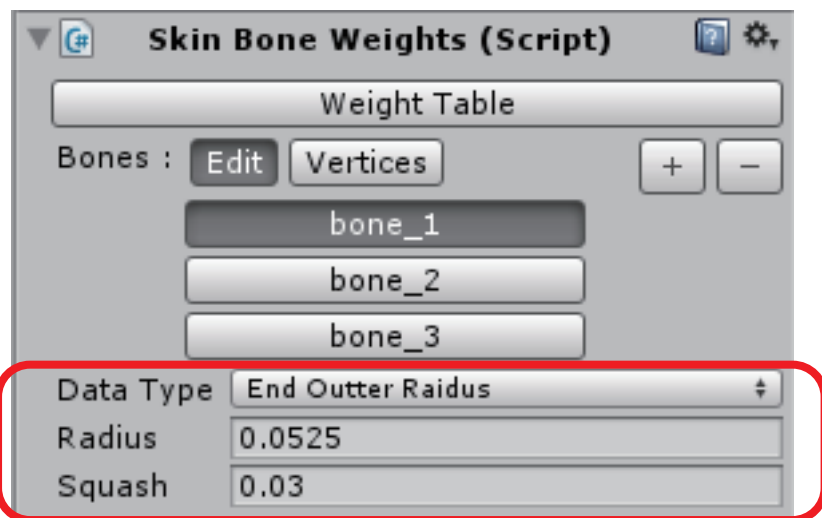 Skin Bone Weights (Script)
Weight Table
Bones : Edit Vertices + −
bone_1
bone_2
bone_3
Data Type End Outter Raidus
Radius 0.0525
Squash 0.03